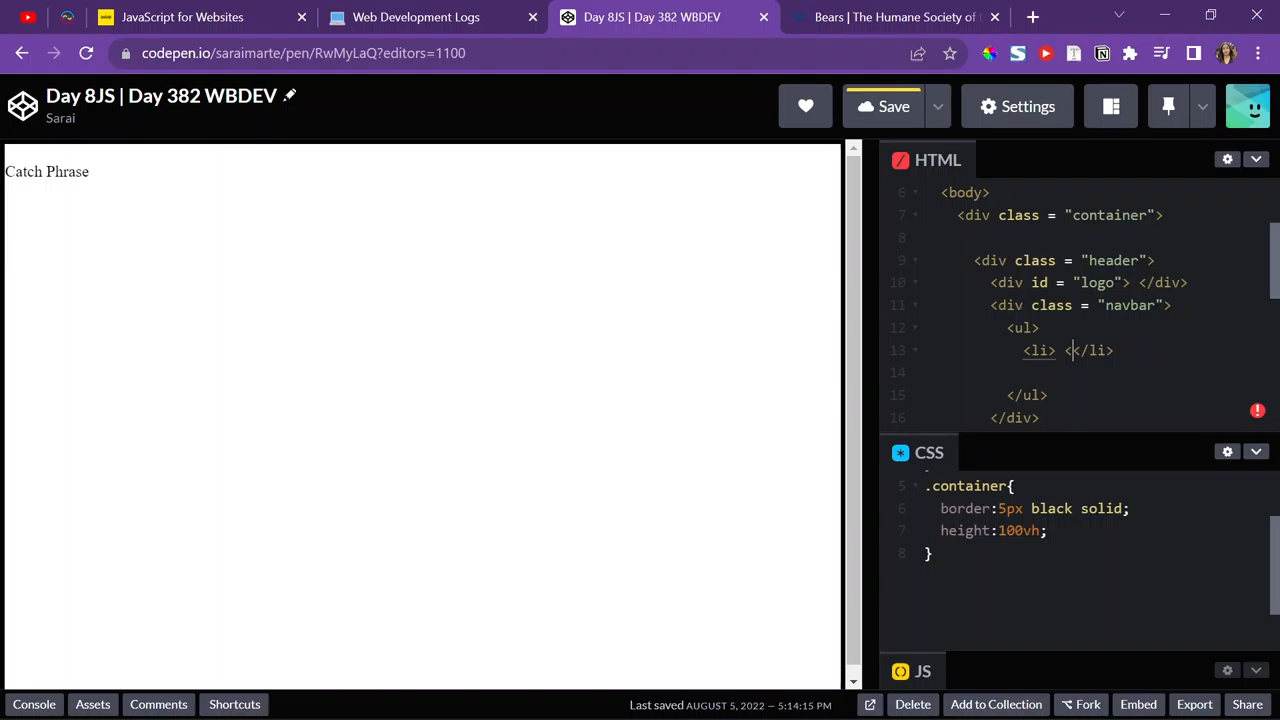 JavaScript for Websites
Web Development Logs
Day 8JS | Day 382 WBDEV
Bears | The Humane Society of
codepen.io/saraimarte/pen/RwMyLaQ?editors=1100
Day 8JS | Day 382 WBDEV
Sarai
Save
Settings
Catch Phrase
HTML
6 <body>
7 <div class = "container">
8
9 <div class = "header">
10 <div id = "logo"> </div>
11 <div class = "navbar">
12 <ul>
13 <li> <</li>
14
15 </ul>
16 </div>
CSS
5 .container{
6 border:5px black solid;
7 height:100vh;
8 }
JS
Console
Assets
Comments
Shortcuts
Last saved AUGUST 5, 2022 — 5:14:15 PM
Delete
Add to Collection
Fork
Embed
Export
Share